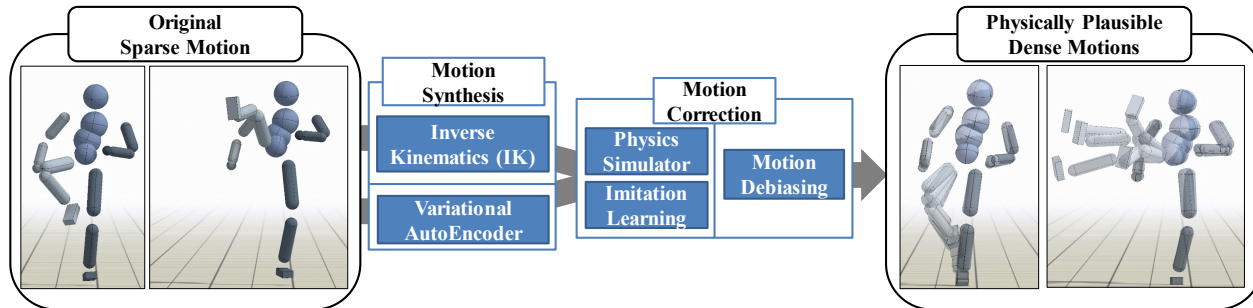 Original
Sparse Motion
Motion
Synthesis
Inverse
Kinematics (IK)
Variational
AutoEncoder
Motion
Correction
Physics
Simulator
Imitation
Learning
Motion
Debiasing
Physically Plausible
Dense Motions